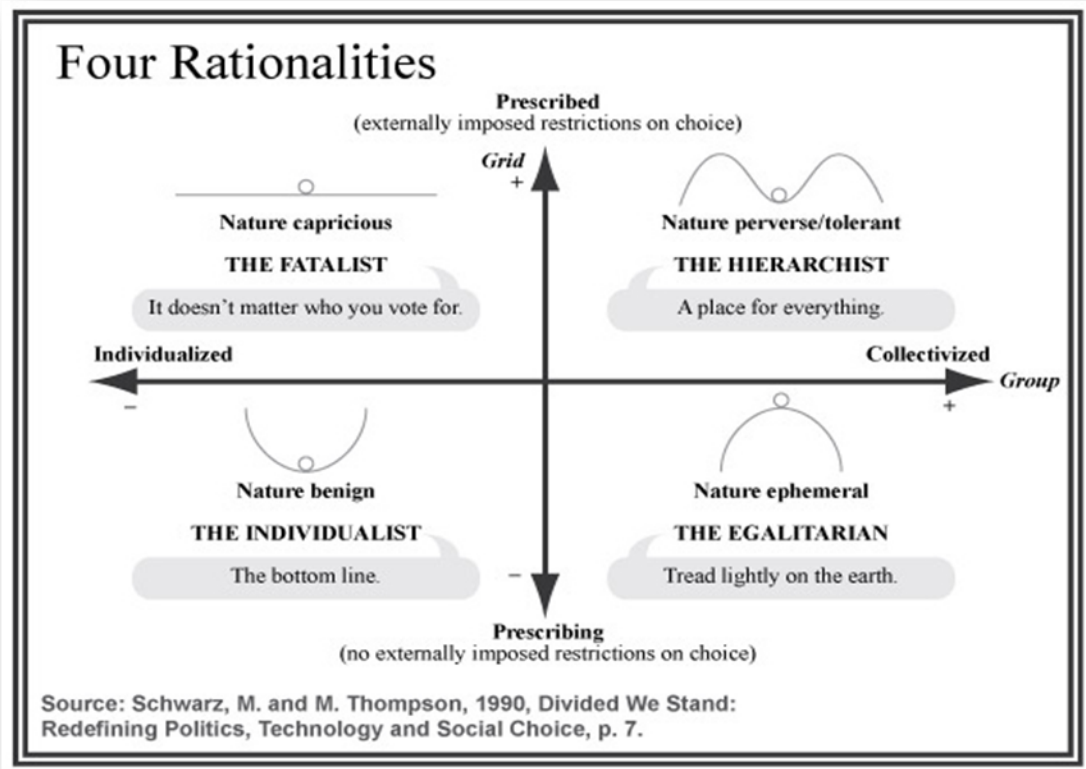 Four Rationalities
Prescribed
(externally imposed restrictions on choice)
Grid
+
Nature capricious
THE FATALIST
It doesn't matter who you vote for.
Nature perverse/tolerant
THE HIERARCHIST
A place for everything.
Individualized
–
Collectivized
Group
+
Nature benign
THE INDIVIDUALIST
The bottom line.
Nature ephemeral
THE EGALITARIAN
Tread lightly on the earth.
–
Prescribing
(no externally imposed restrictions on choice)
Source: Schwarz, M. and M. Thompson, 1990, Divided We Stand:
Redefining Politics, Technology and Social Choice, p. 7.